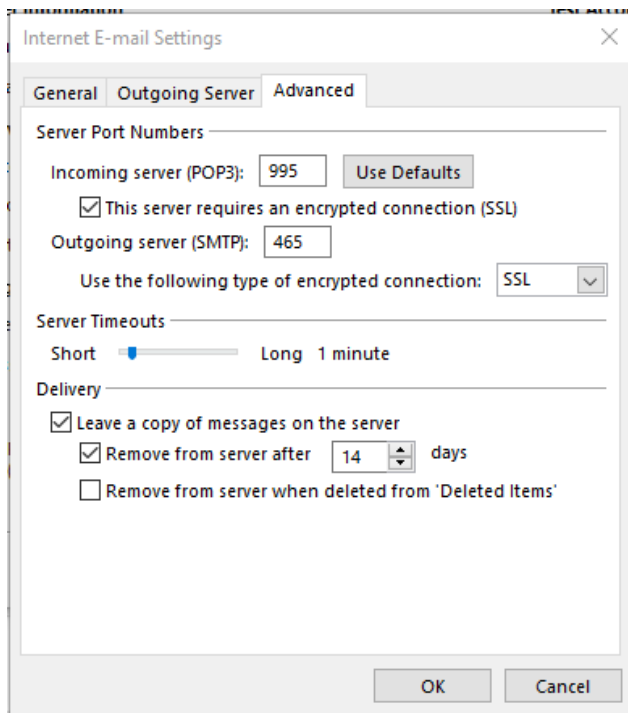 Internet E-mail Settings
General Outgoing Server Advanced
Server Port Numbers
Incoming server (POP3): 995 Use Defaults
This server requires an encrypted connection (SSL)
Outgoing server (SMTP): 465
Use the following type of encrypted connection: SSL
Server Timeouts
Short Long 1 minute
Delivery
Leave a copy of messages on the server
Remove from server after 14 days
Remove from server when deleted from 'Deleted Items'
OK Cancel